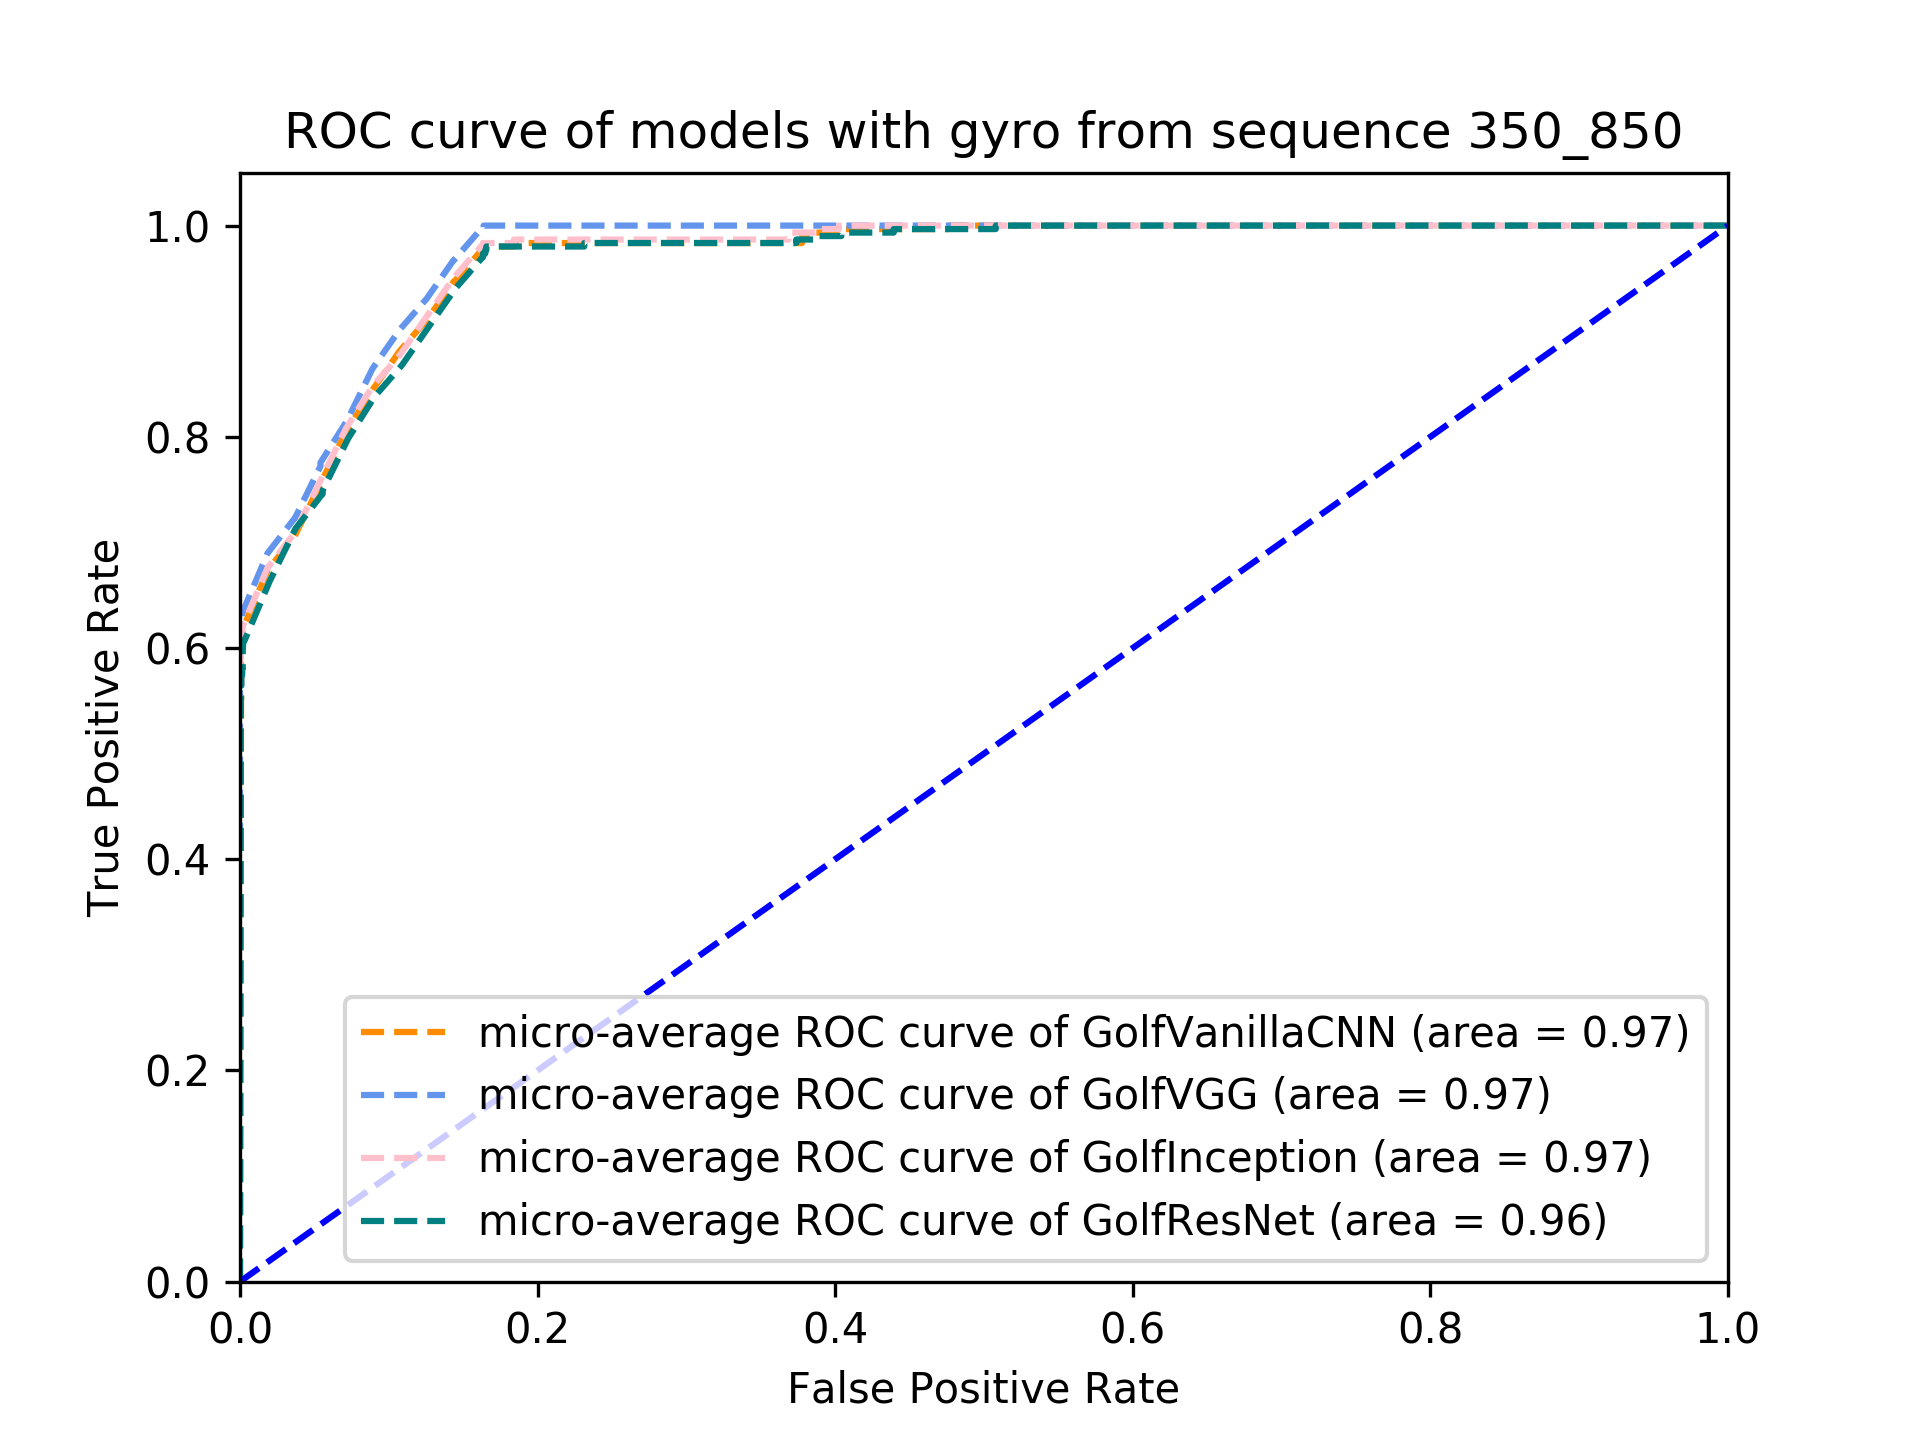 ROC curve of models with gyro from sequence 350_850
1.0
0.8
0.6
0.4
0.2
0.0
True Positive Rate
micro-average ROC curve of GolfVanillaCNN (area = 0.97)
micro-average ROC curve of GolfVGG (area = 0.97)
micro-average ROC curve of GolfInception (area = 0.97)
micro-average ROC curve of GolfResNet (area = 0.96)
0.0 0.2 0.4 0.6 0.8 1.0
False Positive Rate